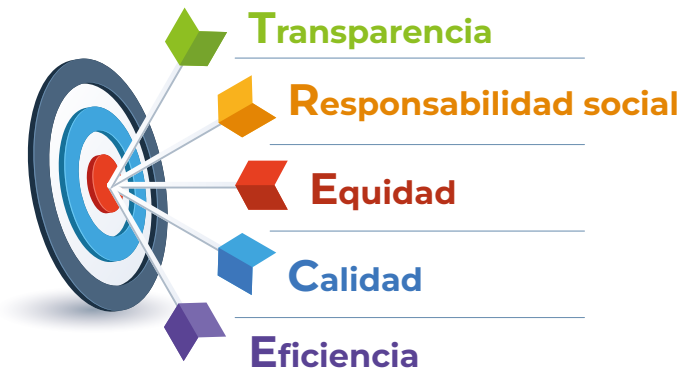 Transparencia
Responsabilidad social
Equidad
Calidad
Eficiencia